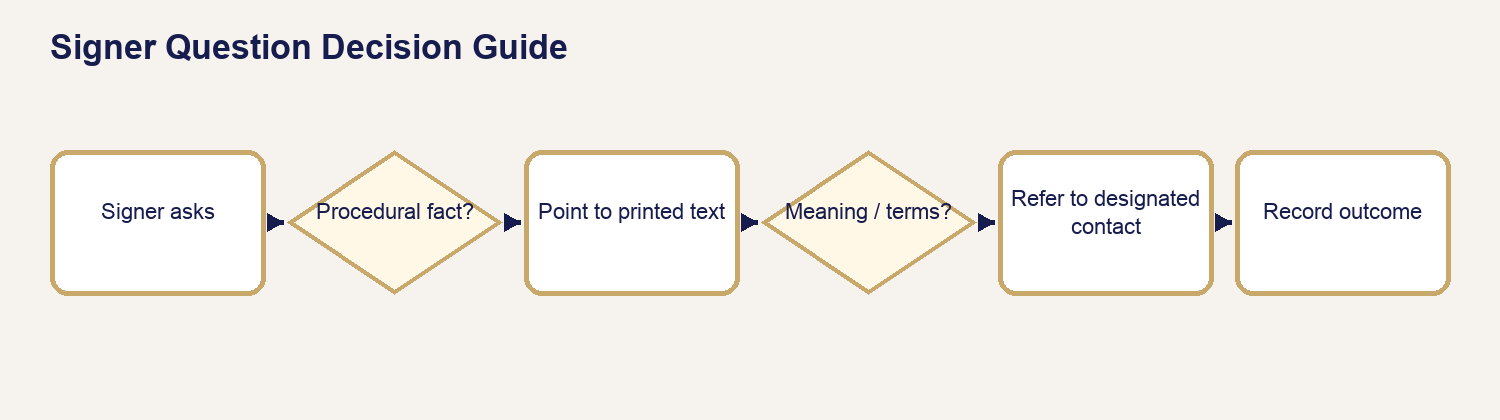 Signer Question Decision Guide
Signer asks
Procedural fact?
Point to printed text
Meaning / terms?
Refer to designated
contact
Record outcome